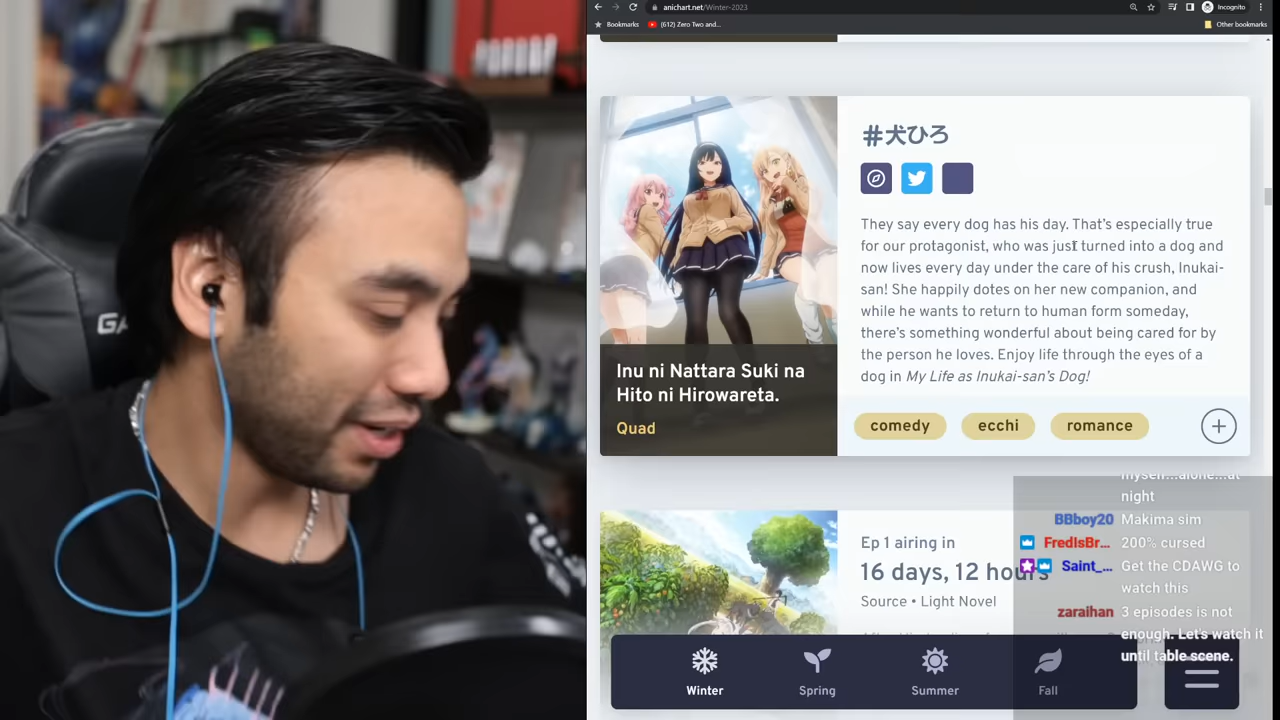 anichart.net/Winter-2023
Incognito
Bookmarks
(612) Zero Two and...
Other bookmarks
#犬ひろ
They say every dog has his day. That's especially true
for our protagonist, who was just turned into a dog and
now lives every day under the care of his crush, Inukai-
san! She happily dotes on her new companion, and
while he wants to return to human form someday,
there's something wonderful about being cared for by
the person he loves. Enjoy life through the eyes of a
dog in My Life as Inukai-san's Dog!
Inu ni Nattara Suki na
Hito ni Hirowareta.
Quad
comedy
ecchi
romance
Ep 1 airing in
16 days, 12 hours
Source • Light Novel
myself...alone...at
night
BBboy20 Makima sim
FredIsBr... 200% cursed
Saint_... Get the CDAWG to
watch this
zaraihan 3 episodes is not
enough. Let's watch it
until table scene.
Winter
Spring
Summer
Fall